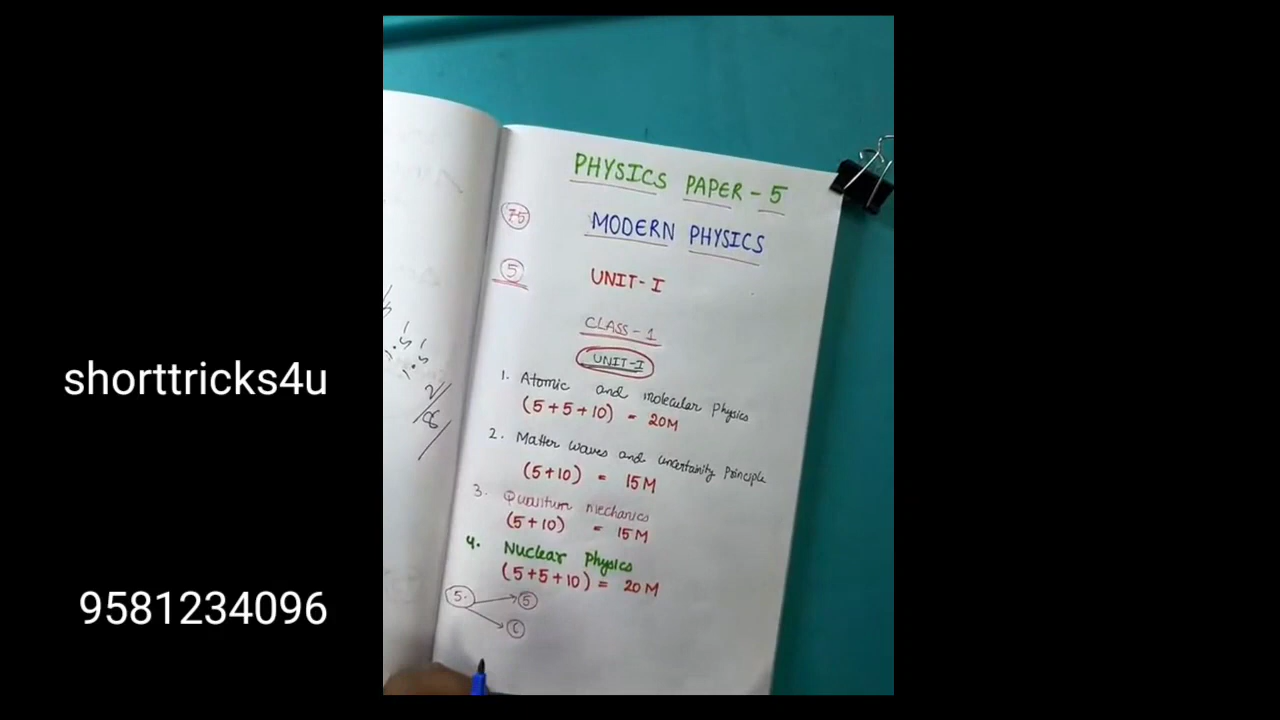 PHYSICS PAPER - 5
75
MODERN PHYSICS
5
UNIT - I
CLASS - 1
UNIT-I
1. Atomic and molecular physics
(5+5+10) = 20M
2. Matter waves and uncertainity Principle
(5+10) = 15M
3. Quantum mechanics
(5+10) = 15M
4. Nuclear Physics
(5+5+10) = 20M
5. 5
shorttricks4u
9581234096